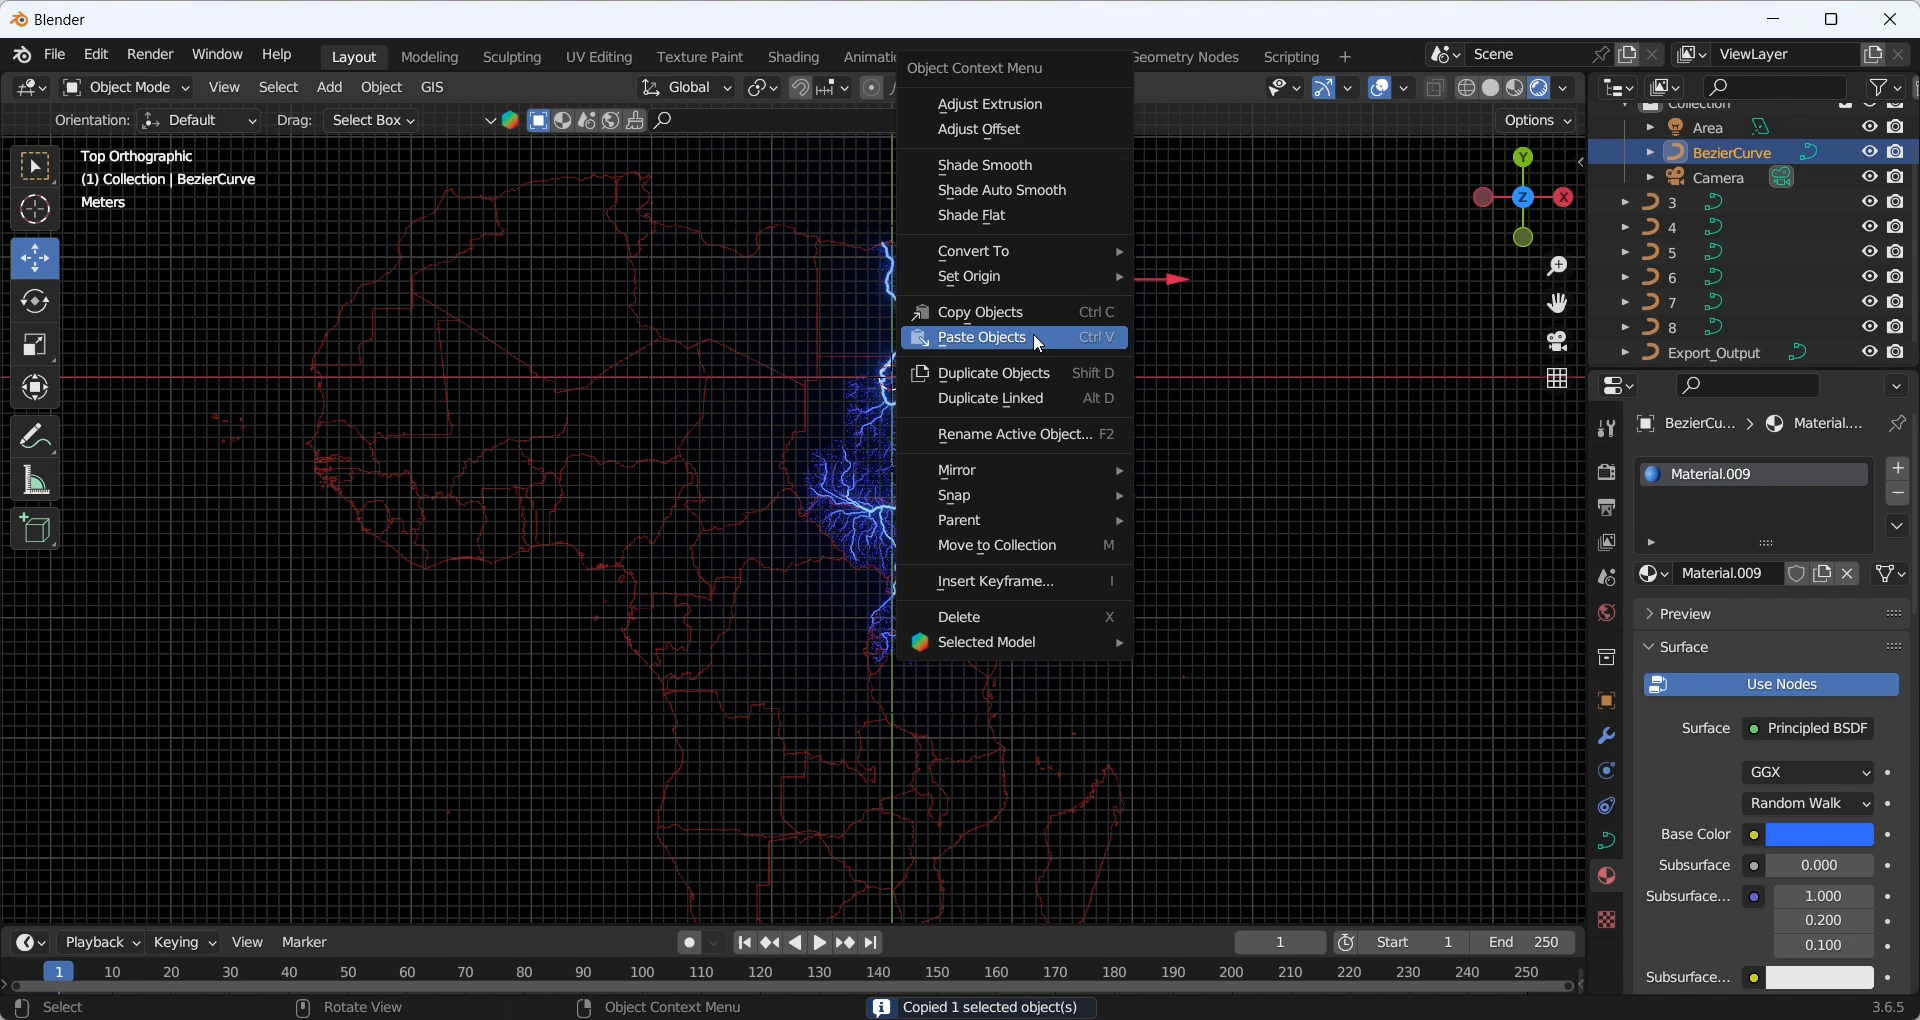 Blender
File Edit Render Window Help Layout Modeling Sculpting UV Editing Texture Paint Shading Geometry Nodes Scripting + Scene ViewLayer
Object Mode View Select Add Object GIS Global
Orientation: Default Drag: Select Box Options
Top Orthographic
(1) Collection | BezierCurve
Meters
Y
Z
X
Object Context Menu
Adjust Extrusion
Adjust Offset
Shade Smooth
Shade Auto Smooth
Shade Flat
Convert To
Set Origin
Copy Objects Ctrl C
Paste Objects Ctrl V
Duplicate Objects Shift D
Duplicate Linked Alt D
Rename Active Object... F2
Mirror
Snap
Parent
Move to Collection M
Insert Keyframe... I
Delete X
Selected Model
Collection
Area
BezierCurve
Camera
3
4
5
6
7
8
Export_Output
BezierCu... > Material....
Material.009
Material.009
Preview
Surface
Use Nodes
Surface Principled BSDF
GGX
Random Walk
Base Color
Subsurface 0.000
Subsurface... 1.000
0.200
0.100
Subsurface...
Playback Keying View Marker 1 Start 1 End 250
1 10 20 30 40 50 60 70 80 90 100 110 120 130 140 150 160 170 180 190 200 210 220 230 240 250
Select Rotate View Object Context Menu Copied 1 selected object(s) 3.6.5